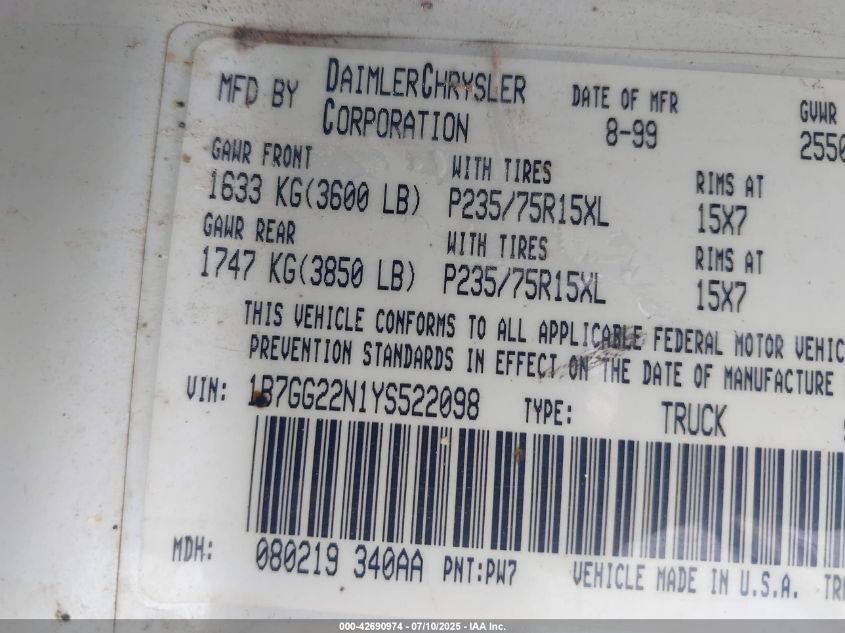 MFD BY DAIMLERCHRYSLER CORPORATION
DATE OF MFR
8-99
GVWR
2550
GAWR FRONT
1633 KG(3600 LB)
WITH TIRES
P235/75R15XL
RIMS AT
15X7
GAWR REAR
1747 KG(3850 LB)
WITH TIRES
P235/75R15XL
RIMS AT
15X7
THIS VEHICLE CONFORMS TO ALL APPLICABLE FEDERAL MOTOR VEHIC
PREVENTION STANDARDS IN EFFECT ON THE DATE OF MANUFACTURE
VIN: 1B7GG22N1YS522098 TYPE: TRUCK
MDH: 080219 340AA PNT:PW7 VEHICLE MADE IN U.S.A.
000-42690974 - 07/10/2025 - IAA Inc.